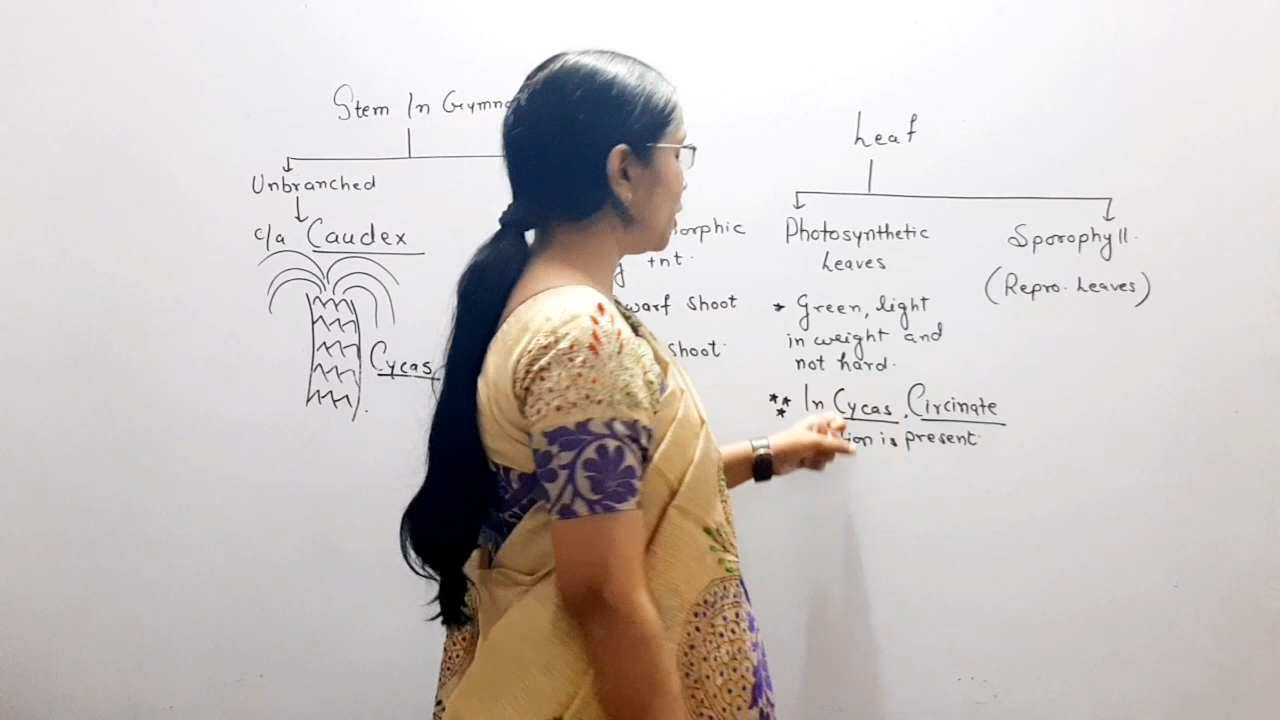 Stem In Gymno
Unbranched
c/a Caudex
Cycas
orphic
tnt.
warf Shoot
Shoot
Leaf
Photosynthetic
Leaves
* Green, light
in weight and
not hard.
*** In Cycas, Circinate
tion is present.
Sporophyll.
(Repro. Leaves)